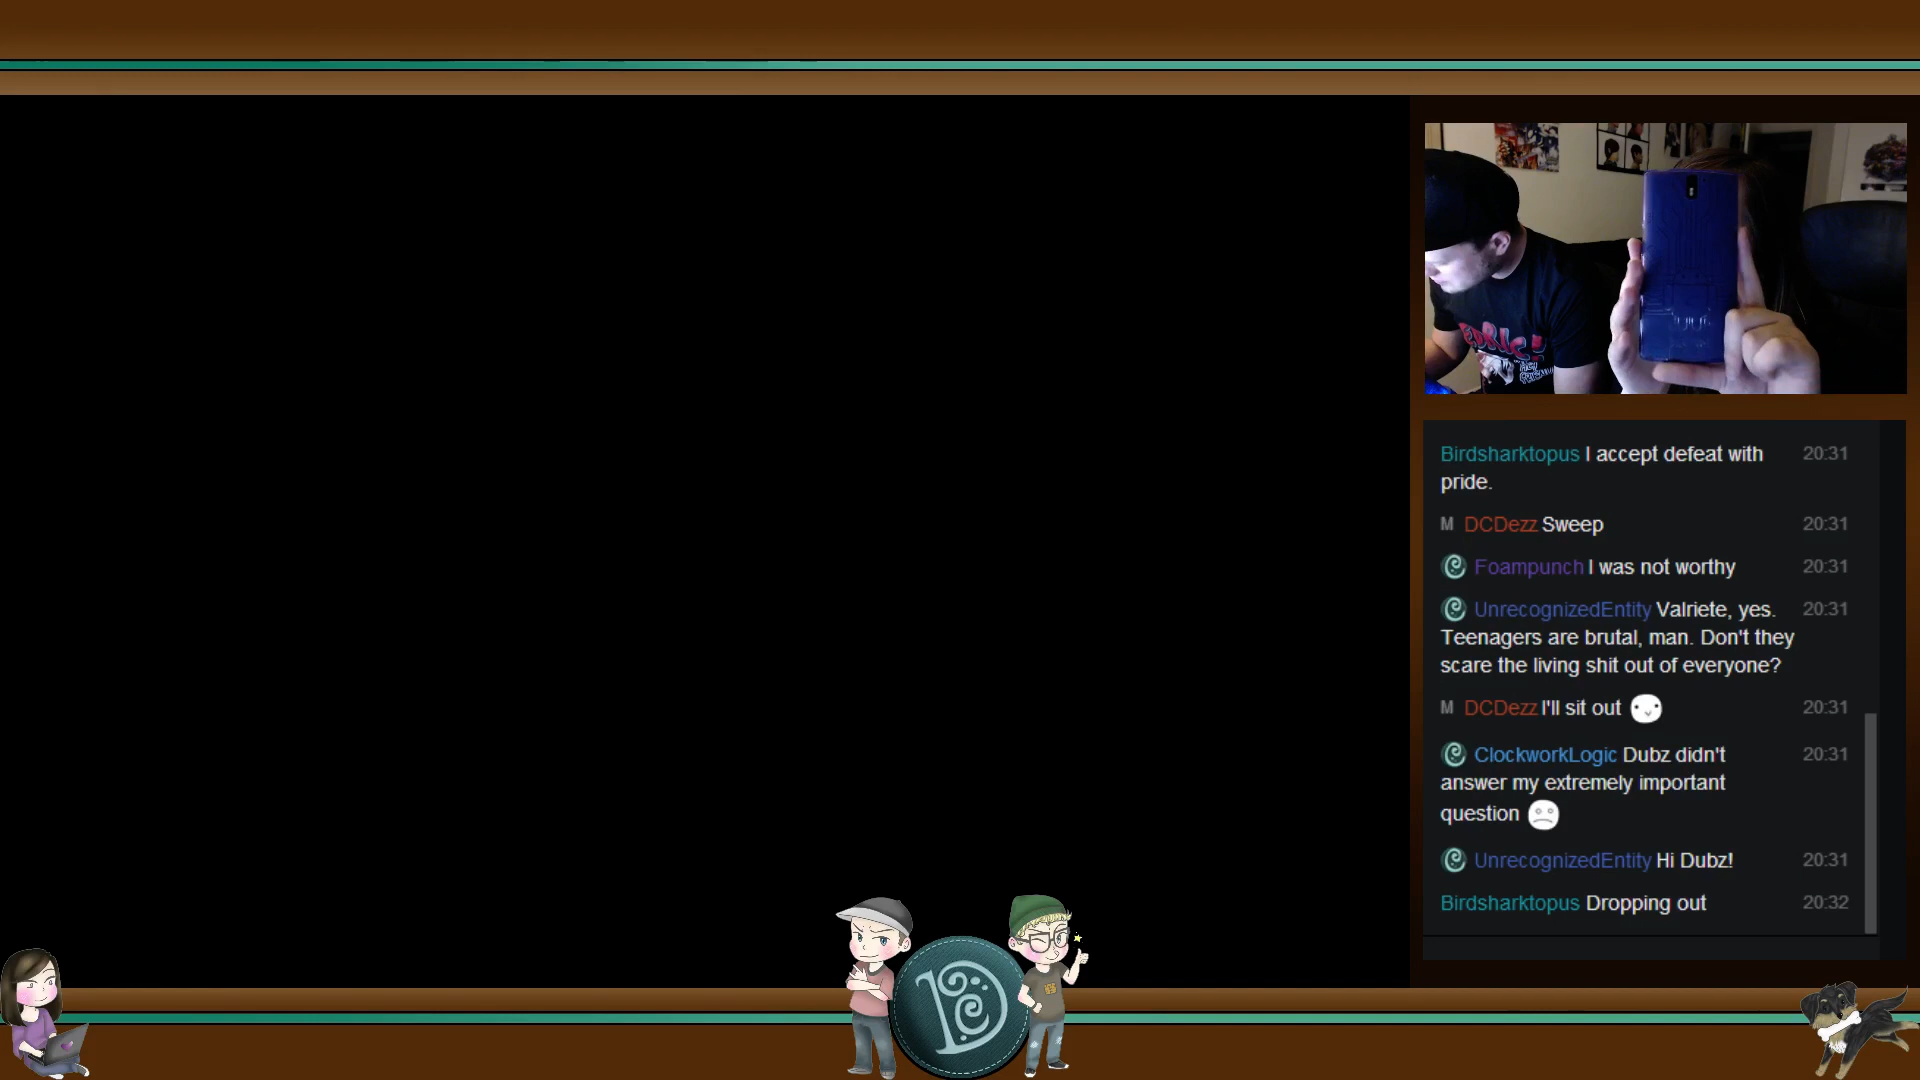 Birdsharktopus I accept defeat with 20:31
pride.
M DCDezz Sweep 20:31
Foampunch I was not worthy 20:31
UnrecognizedEntity Valriete, yes. 20:31
Teenagers are brutal, man. Don't they
scare the living shit out of everyone?
M DCDezz I'll sit out 20:31
ClockworkLogic Dubz didn't 20:31
answer my extremely important
question
UnrecognizedEntity Hi Dubz! 20:31
Birdsharktopus Dropping out 20:32